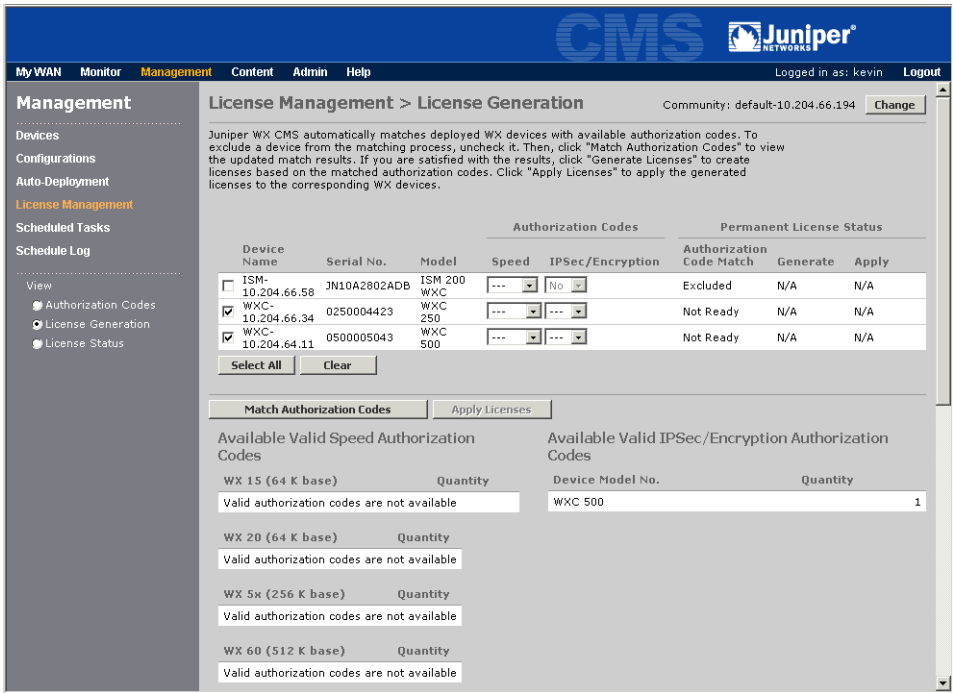 CMS
Juniper
NETWORKS
My WAN Monitor Management Content Admin Help Logged in as: kevin Logout
Management
Devices
Configurations
Auto-Deployment
License Management
Scheduled Tasks
Schedule Log
View
Authorization Codes
License Generation
License Status
License Management > License Generation
Community: default-10.204.66.194 Change
Juniper WX CMS automatically matches deployed WX devices with available authorization codes. To
exclude a device from the matching process, uncheck it. Then, click "Match Authorization Codes" to view
the updated match results. If you are satisfied with the results, click "Generate Licenses" to create
licenses based on the matched authorization codes. Click "Apply Licenses" to apply the generated
licenses to the corresponding WX devices.
Authorization Codes Permanent License Status
Device
Name Serial No. Model Speed IPSec/Encryption Authorization
Code Match Generate Apply
ISM-
10.204.66.58 JN10A2802ADB ISM 200
WXC --- No Excluded N/A N/A
WXC-
10.204.66.34 0250004423 WXC
250 --- --- Not Ready N/A N/A
WXC-
10.204.64.11 0500005043 WXC
500 --- --- Not Ready N/A N/A
Select All Clear
Match Authorization Codes Apply Licenses
Available Valid Speed Authorization
Codes
WX 15 (64 K base) Quantity
Valid authorization codes are not available
WX 20 (64 K base) Quantity
Valid authorization codes are not available
WX 5x (256 K base) Quantity
Valid authorization codes are not available
WX 60 (512 K base) Quantity
Valid authorization codes are not available
Available Valid IPSec/Encryption Authorization
Codes
Device Model No. Quantity
WXC 500 1